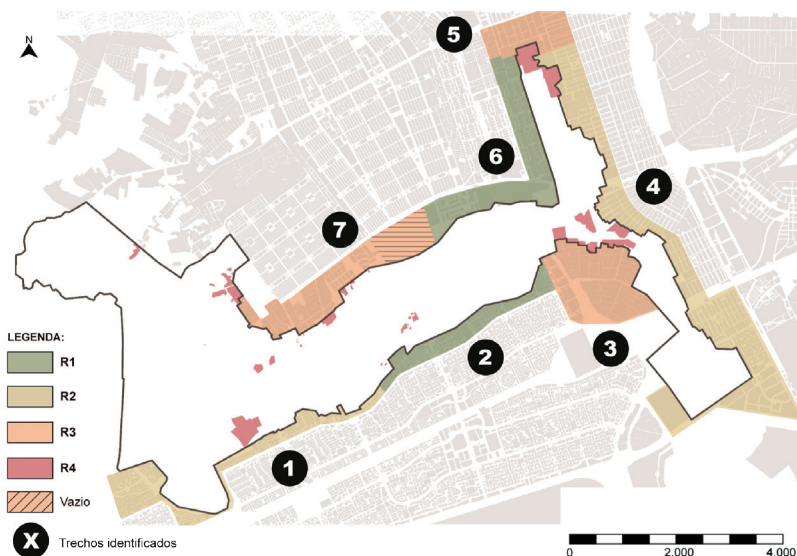 N
5
6
4
7
LEGENDA:
R1
R2
R3
R4
Vazio
X Trechos identificados
2
3
1
0 2.000 4.000